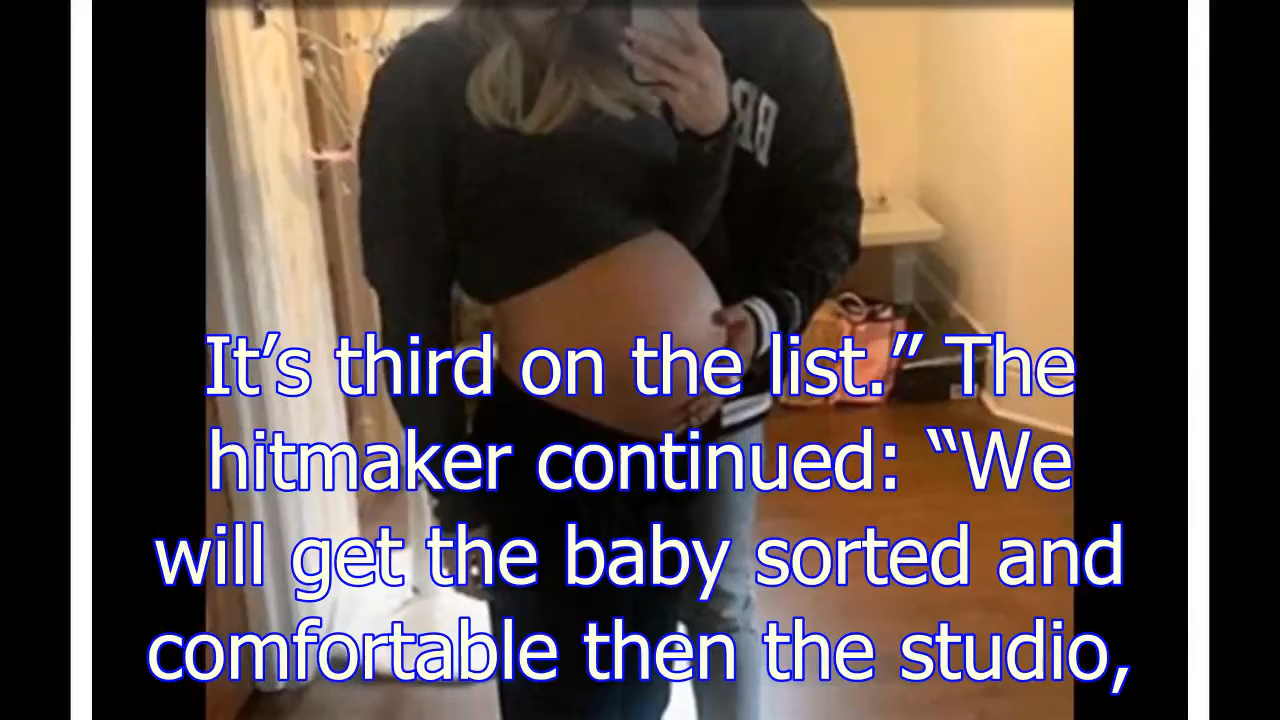 BR
It’s third on the list.” The
hitmaker continued: “We
will get the baby sorted and
comfortable then the studio,